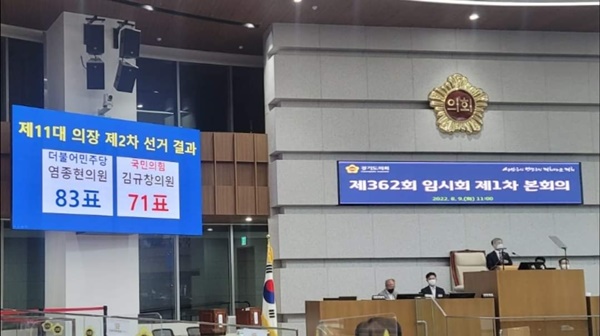 제11대 의장 제2차 선거 결과
더불어민주당
염종현의원
83표
국민의힘
김규창의원
71표
의회
경기도의회
제362회 임시회 제1차 본회의
2022. 8. 9.(화) 11:00